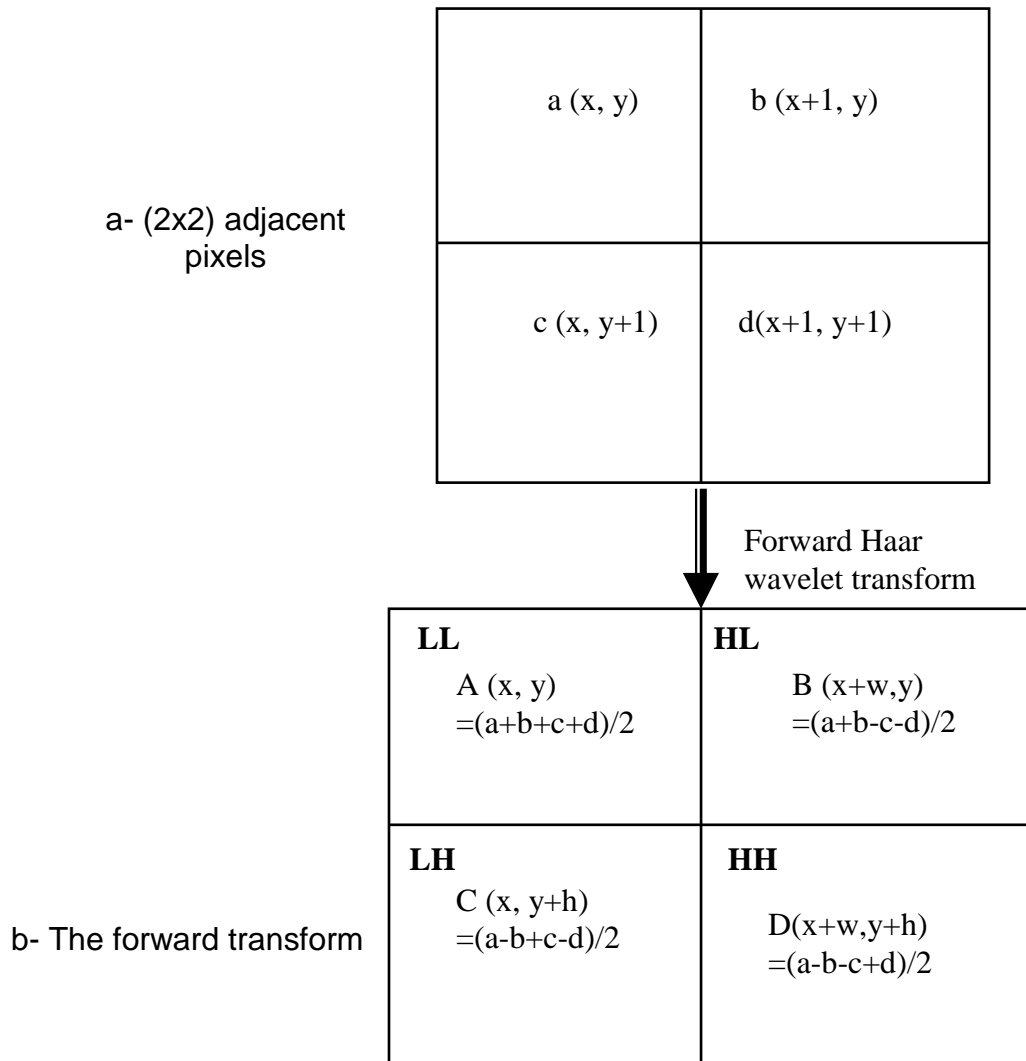 a (x, y)
b (x+1, y)
a- (2x2) adjacent
pixels
c (x, y+1)
d(x+1, y+1)
Forward Haar
wavelet transform
LL
A (x, y)
=(a+b+c+d)/2
HL
B (x+w,y)
=(a+b-c-d)/2
LH
C (x, y+h)
=(a-b+c-d)/2
HH
D(x+w,y+h)
=(a-b-c+d)/2
b- The forward transform